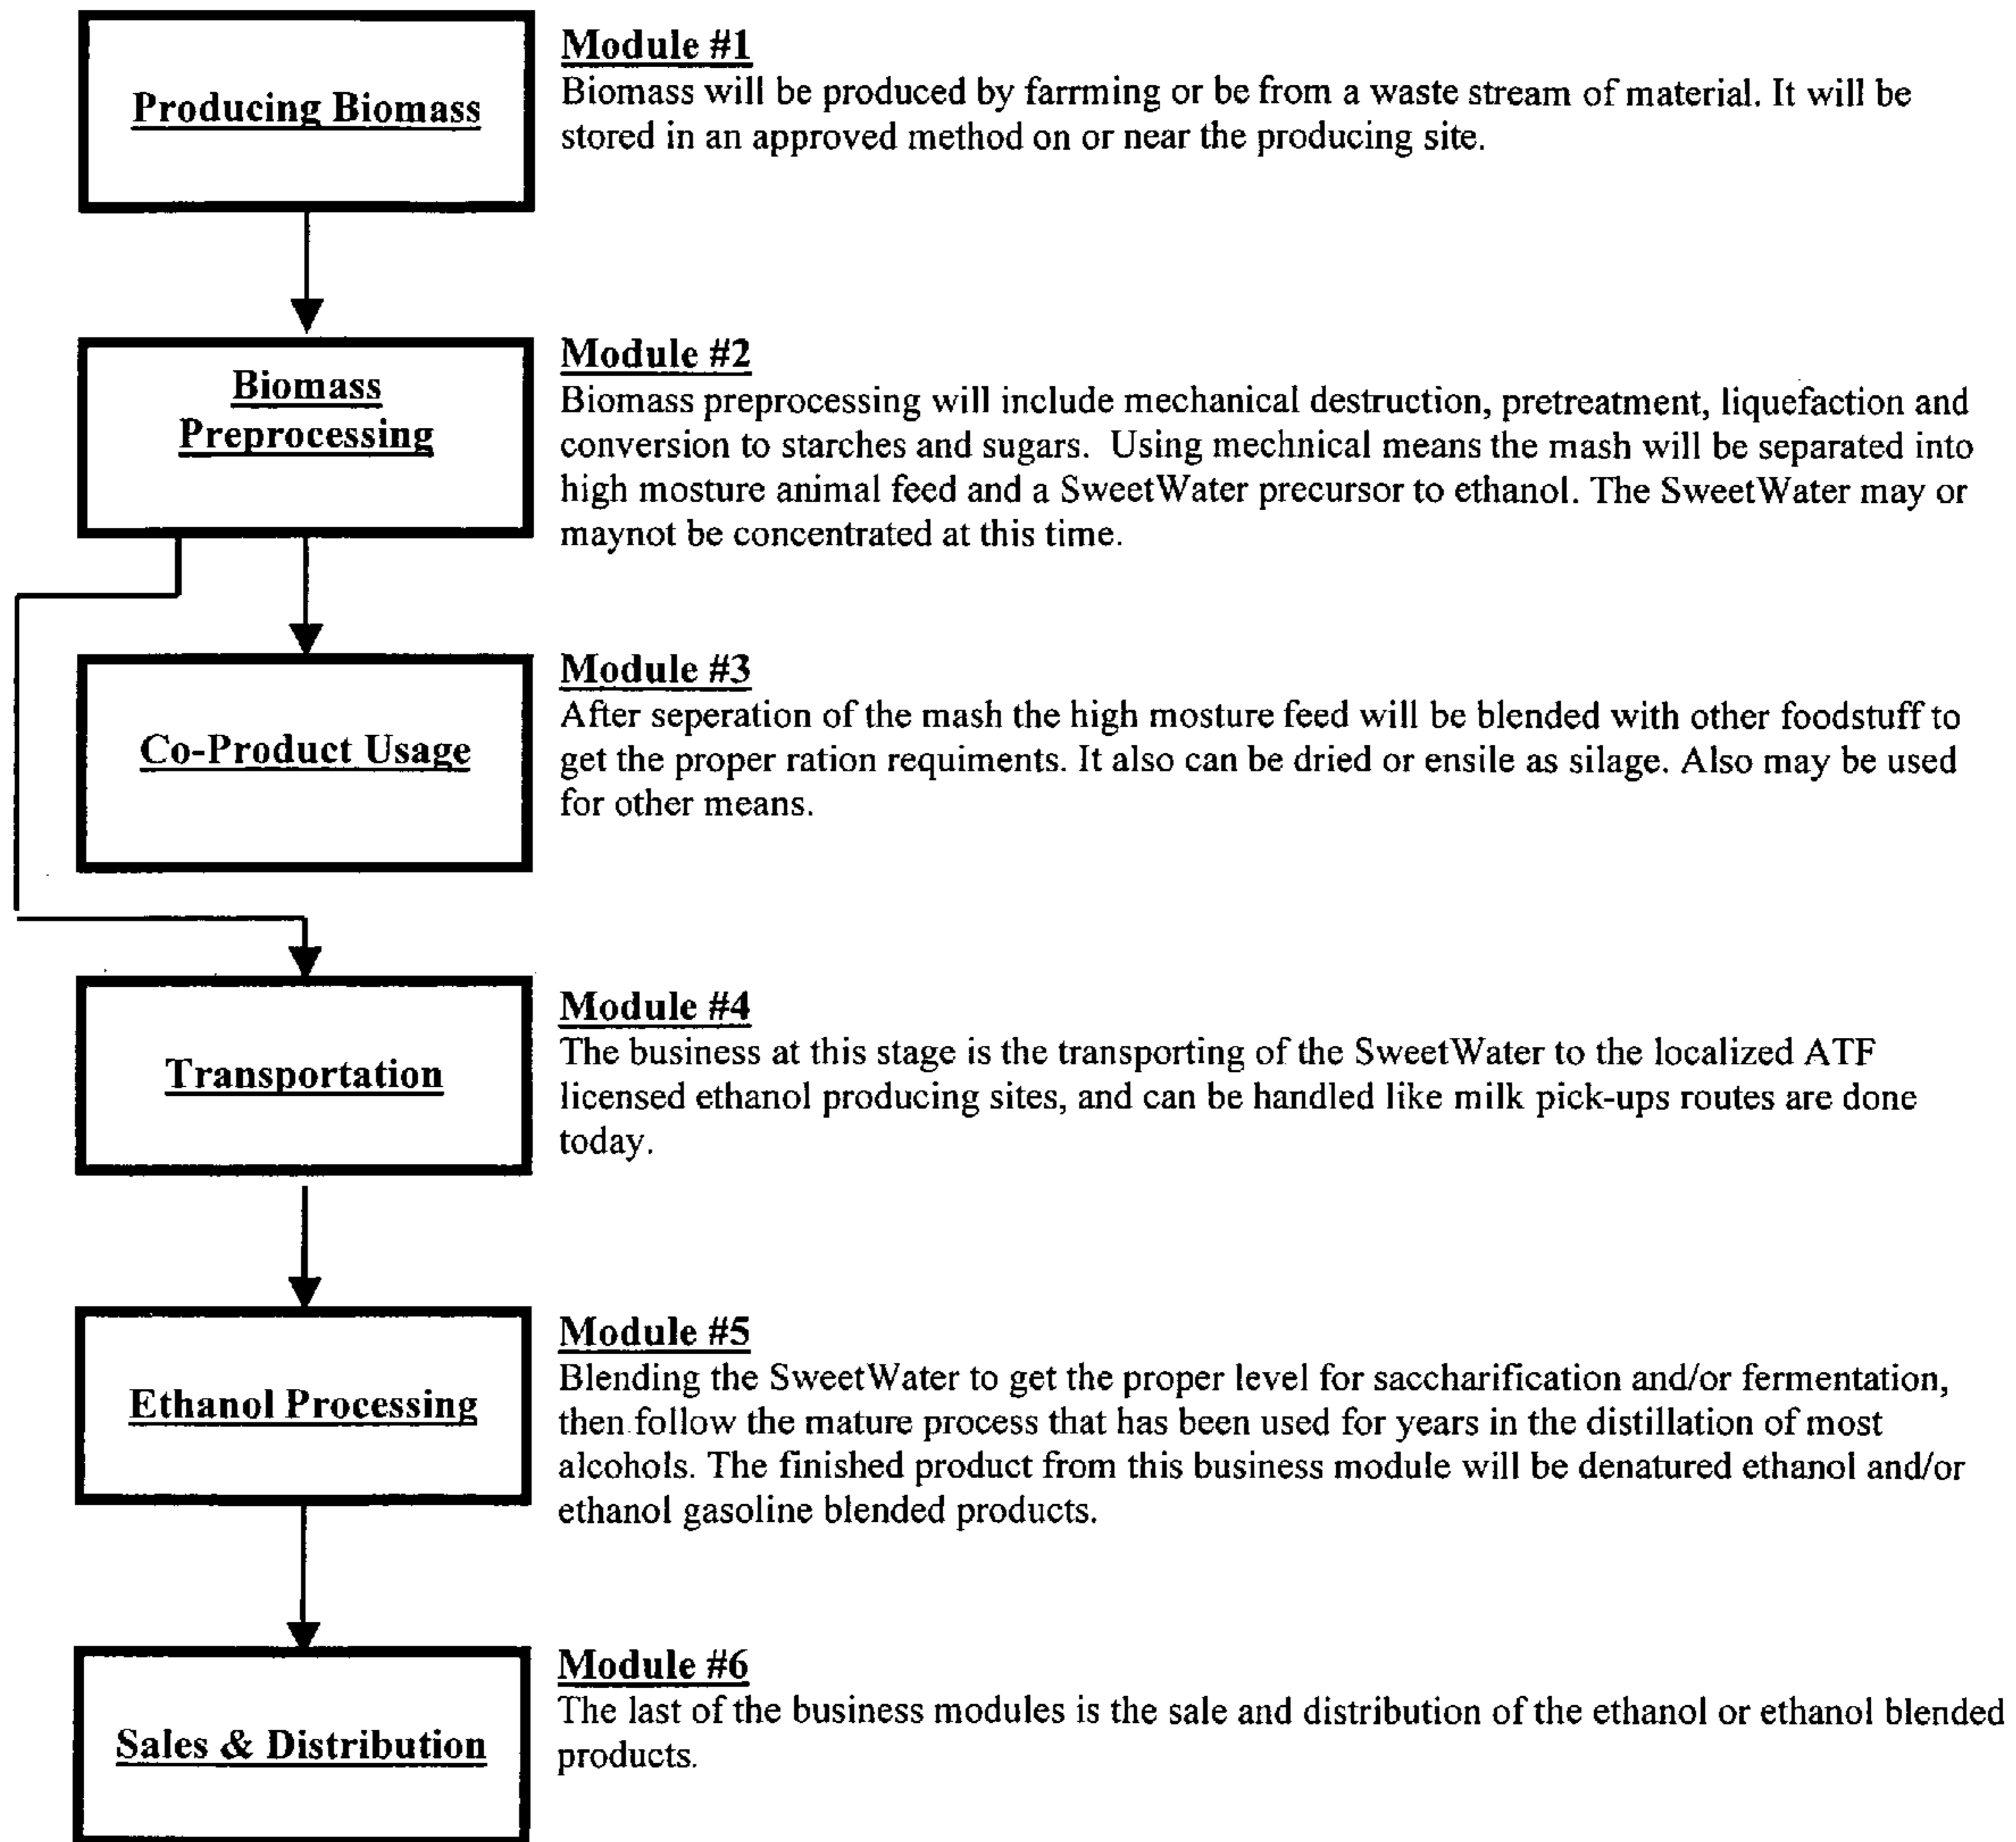 Producing Biomass
Module #1
Biomass will be produced by farrming or be from a waste stream of material. It will be
stored in an approved method on or near the producing site.
Biomass
Preprocessing
Module #2
Biomass preprocessing will include mechanical destruction, pretreatment, liquefaction and
conversion to starches and sugars. Using mechnical means the mash will be separated into
high mosture animal feed and a SweetWater precursor to ethanol. The SweetWater may or
maynot be concentrated at this time.
Co-Product Usage
Module #3
After seperation of the mash the high mosture feed will be blended with other foodstuff to
get the proper ration requiments. It also can be dried or ensile as silage. Also may be used
for other means.
Transportation
Module #4
The business at this stage is the transporting of the SweetWater to the localized ATF
licensed ethanol producing sites, and can be handled like milk pick-ups routes are done
today.
Ethanol Processing
Module #5
Blending the SweetWater to get the proper level for saccharification and/or fermentation,
then follow the mature process that has been used for years in the distillation of most
alcohols. The finished product from this business module will be denatured ethanol and/or
ethanol gasoline blended products.
Sales & Distribution
Module #6
The last of the business modules is the sale and distribution of the ethanol or ethanol blended
products.